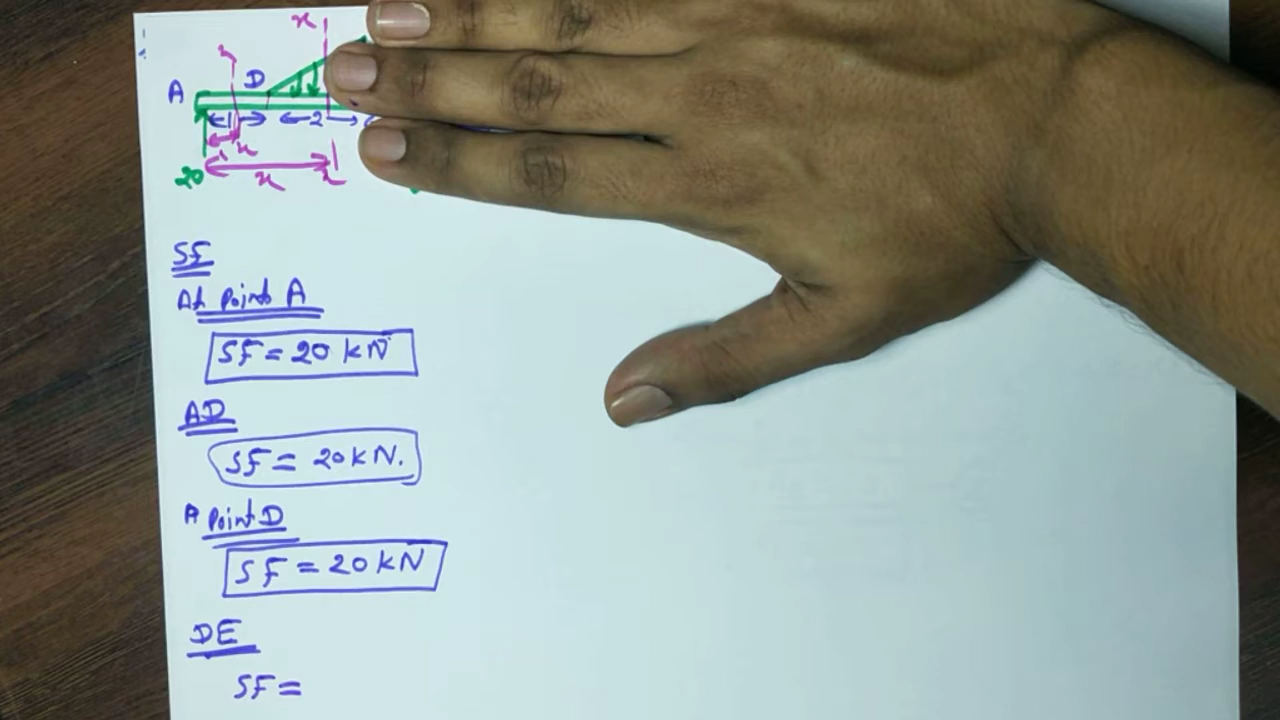 x
x
A D
1 2
x
20 x x
SF
At point A
SF = 20 kN
AD
SF = 20 kN.
A point D
SF = 20 kN
DE
SF =